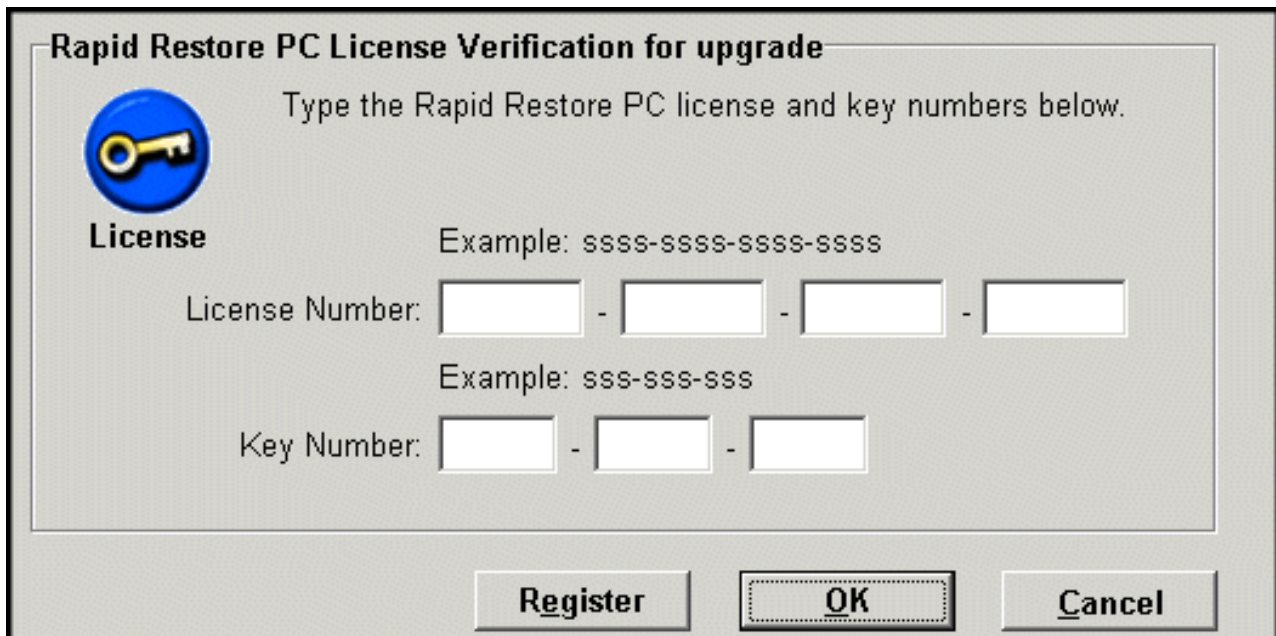 Rapid Restore PC License Verification for upgrade
Type the Rapid Restore PC license and key numbers below.
License
Example: ssss-ssss-ssss-ssss
License Number: - - -
Example: sss-sss-sss
Key Number: - -
Register OK Cancel